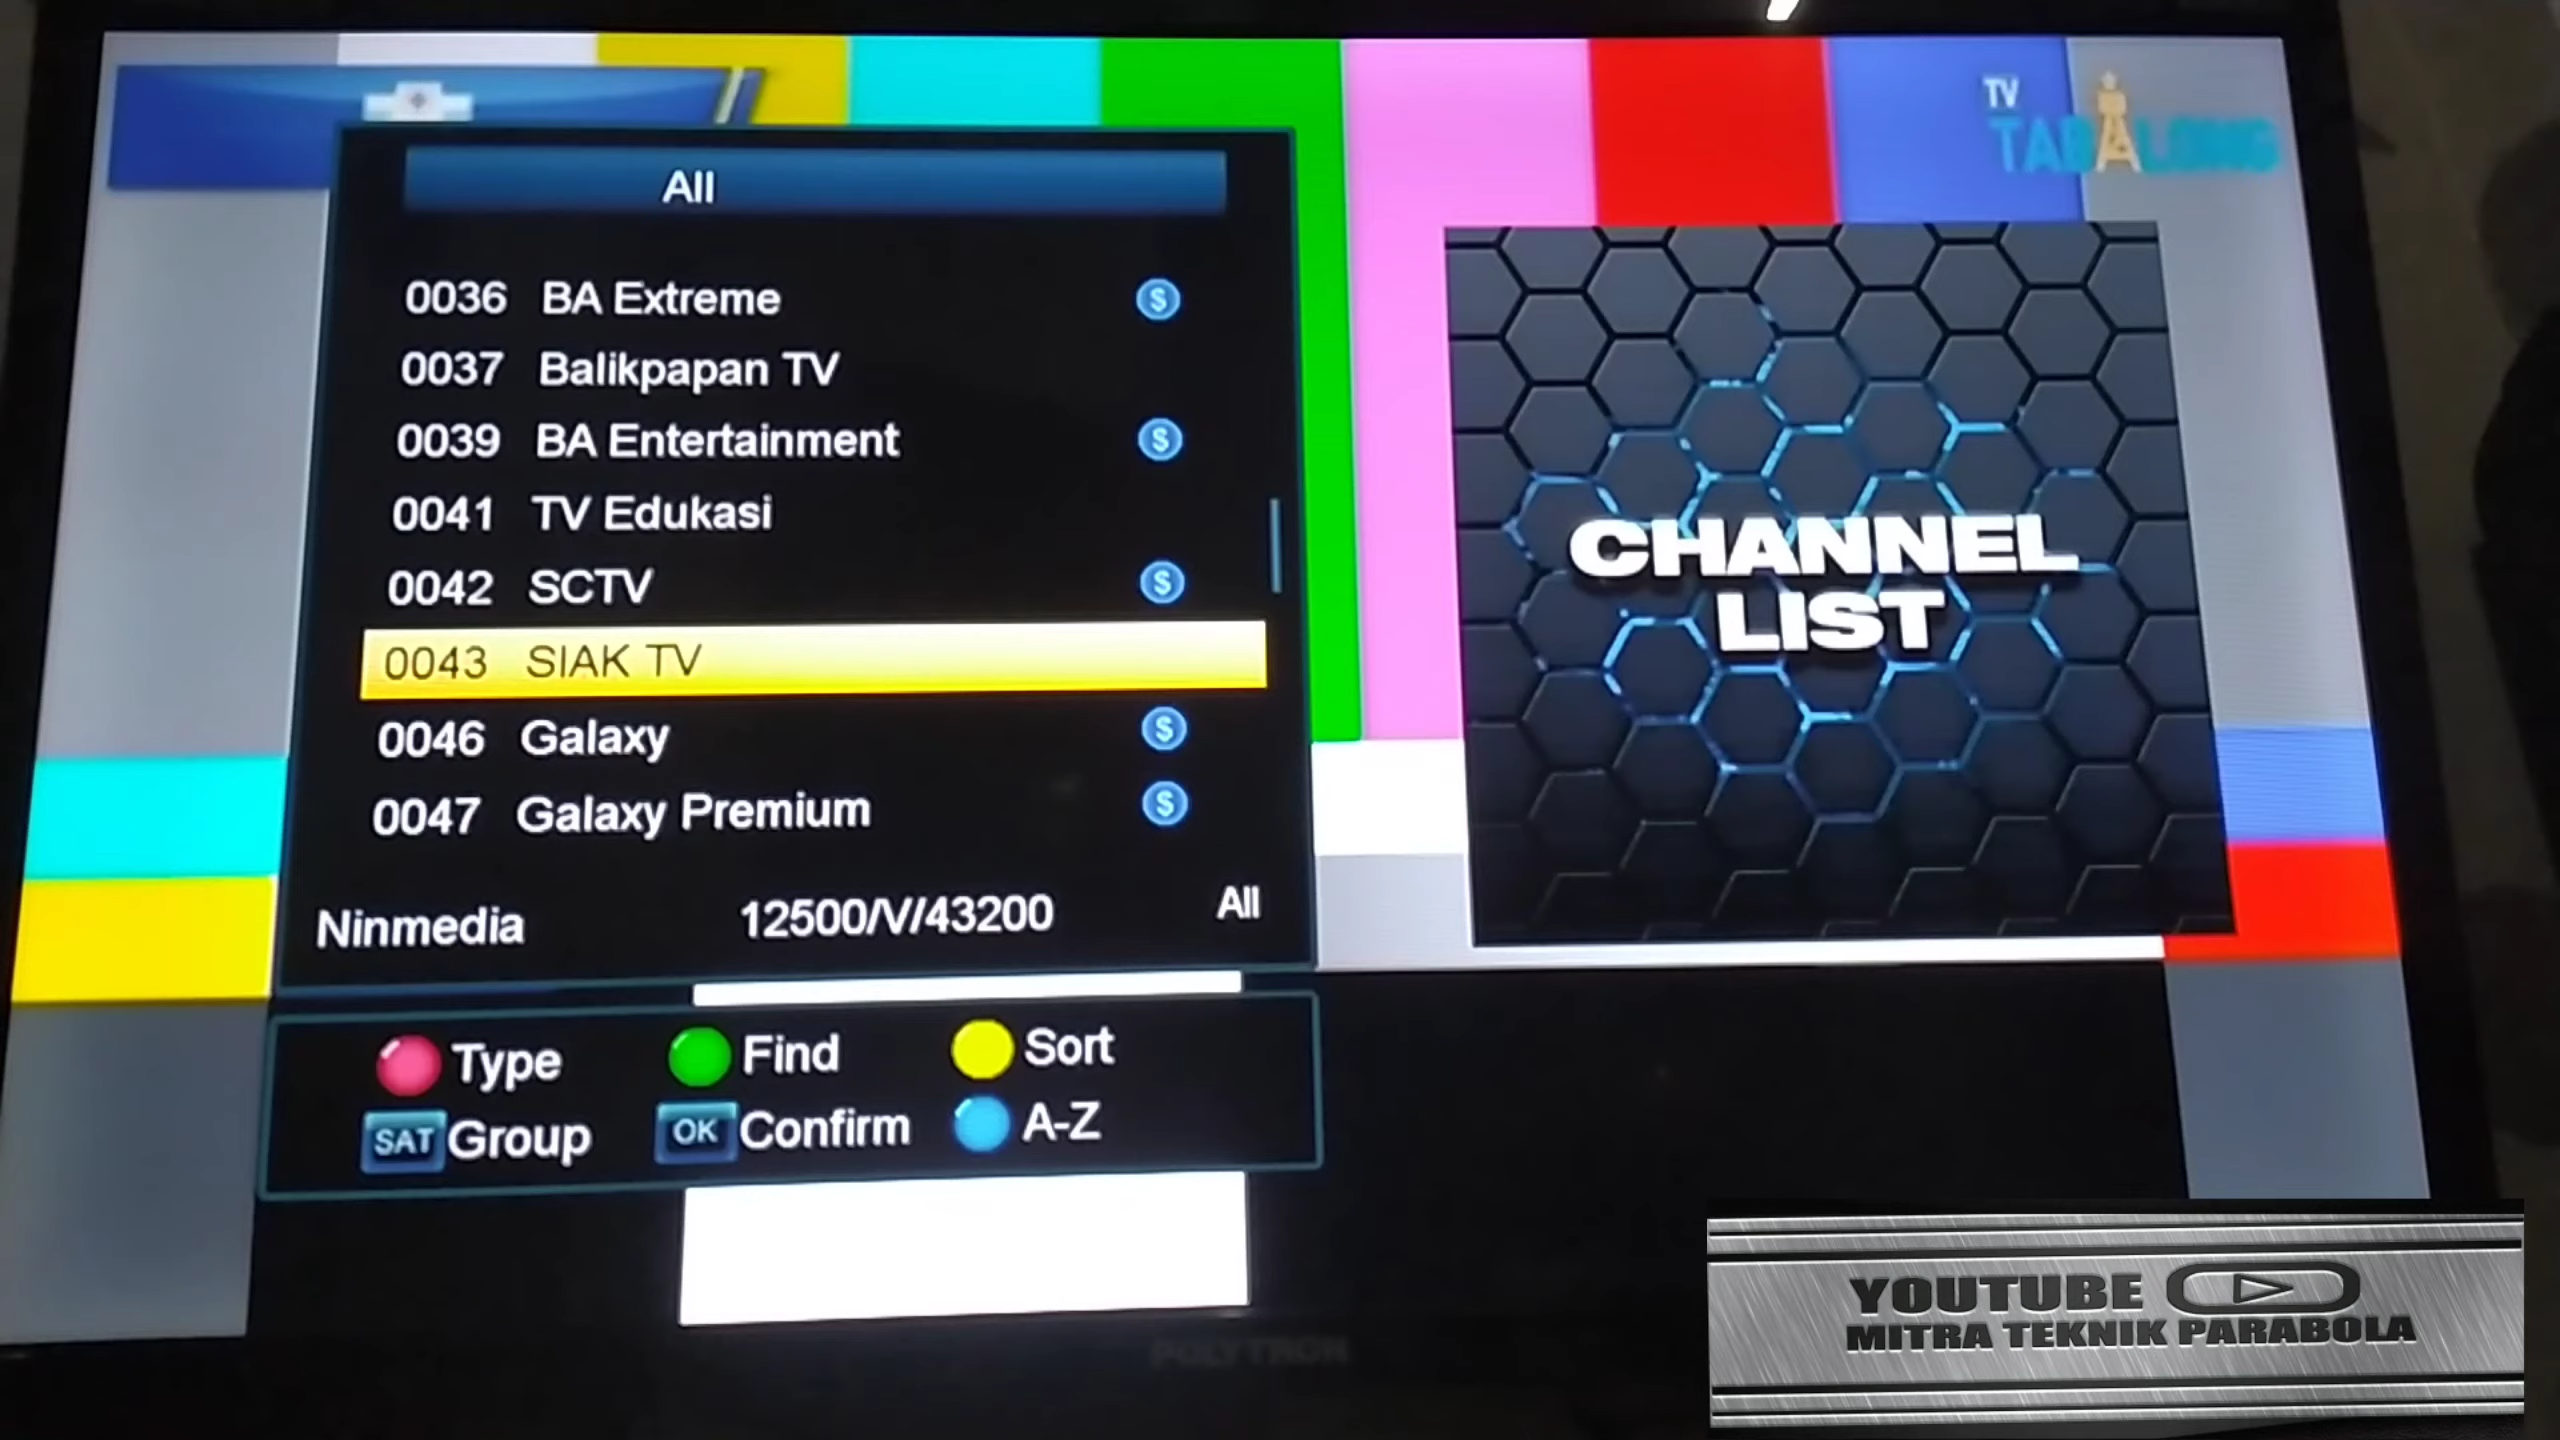 TV
TABALONG
All
0036 BA Extreme $
0037 Balikpapan TV
0039 BA Entertainment $
0041 TV Edukasi
0042 SCTV $
0043 SIAK TV
0046 Galaxy $
0047 Galaxy Premium $
Ninmedia 12500/V/43200 All
CHANNEL
LIST
Type Find Sort
SAT Group OK Confirm A-Z
POLYTRON
YOUTUBE
MITRA TEKNIK PARABOLA